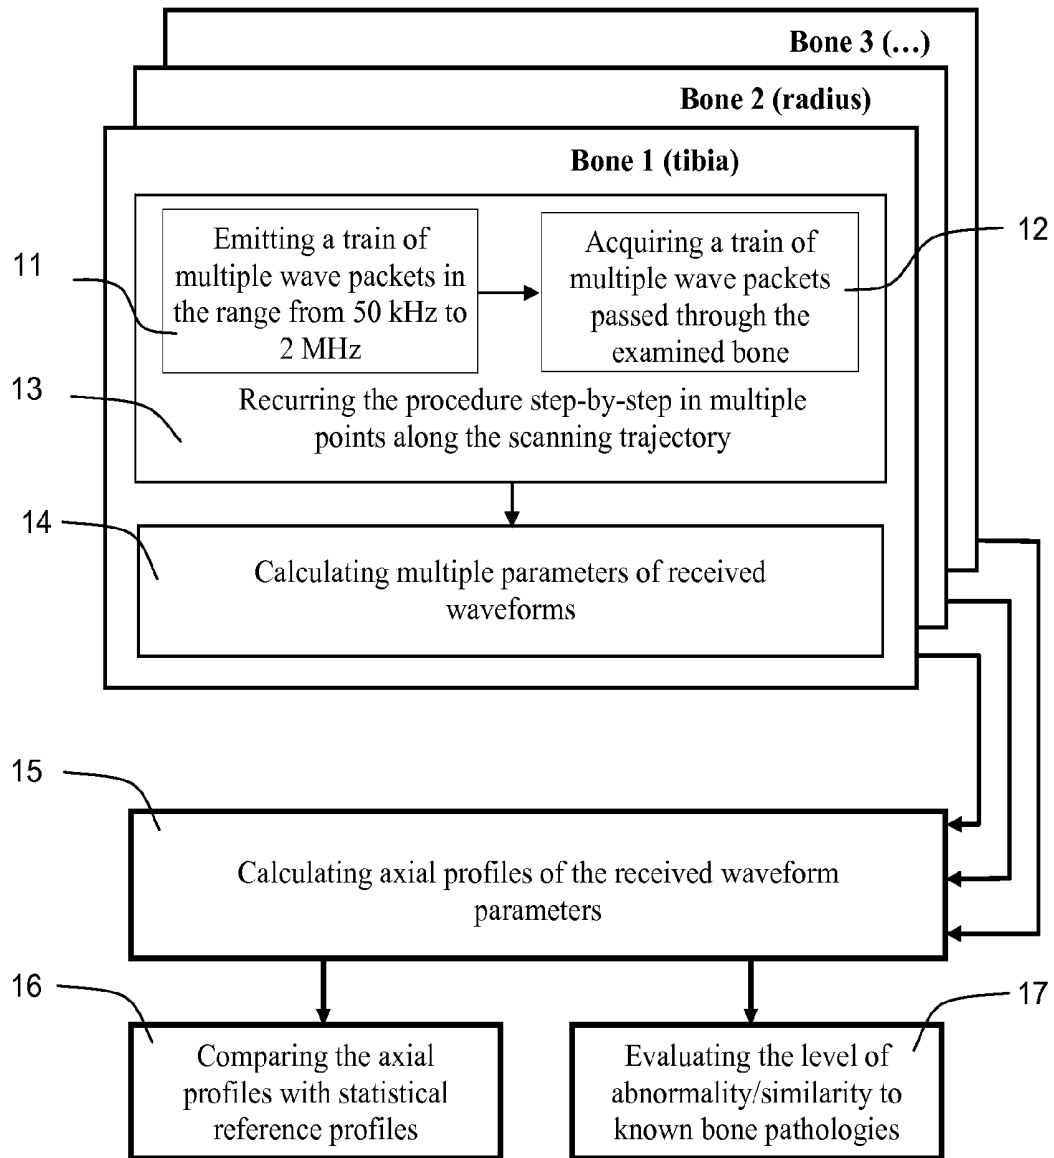 Bone 3 (…)
Bone 2 (radius)
Bone 1 (tibia)
11
Emitting a train of
multiple wave packets in
the range from 50 kHz to
2 MHz
Acquiring a train of
multiple wave packets
passed through the
examined bone
12
13
Recurring the procedure step-by-step in multiple
points along the scanning trajectory
14
Calculating multiple parameters of received
waveforms
15
Calculating axial profiles of the received waveform
parameters
16
Comparing the axial
profiles with statistical
reference profiles
17
Evaluating the level of
abnormality/similarity to
known bone pathologies